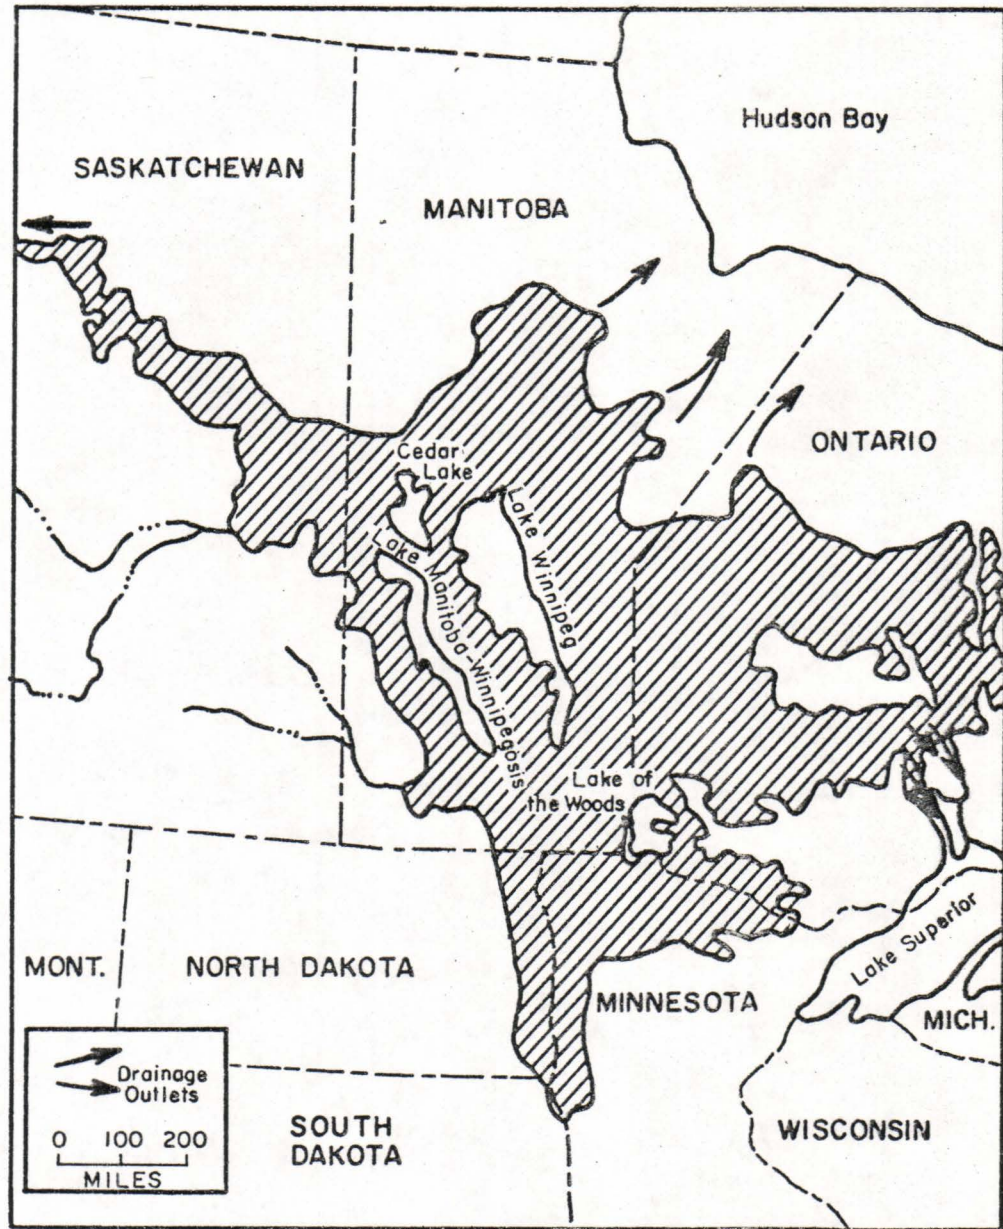 Hudson Bay
SASKATCHEWAN
MANITOBA
ONTARIO
Cedar
Lake
Lake Winnipeg
Lake Manitoba-Winnipegosis
Lake of
the Woods
Lake Superior
MONT.
NORTH DAKOTA
MINNESOTA
MICH.
Drainage
Outlets
0 100 200
MILES
SOUTH
DAKOTA
WISCONSIN